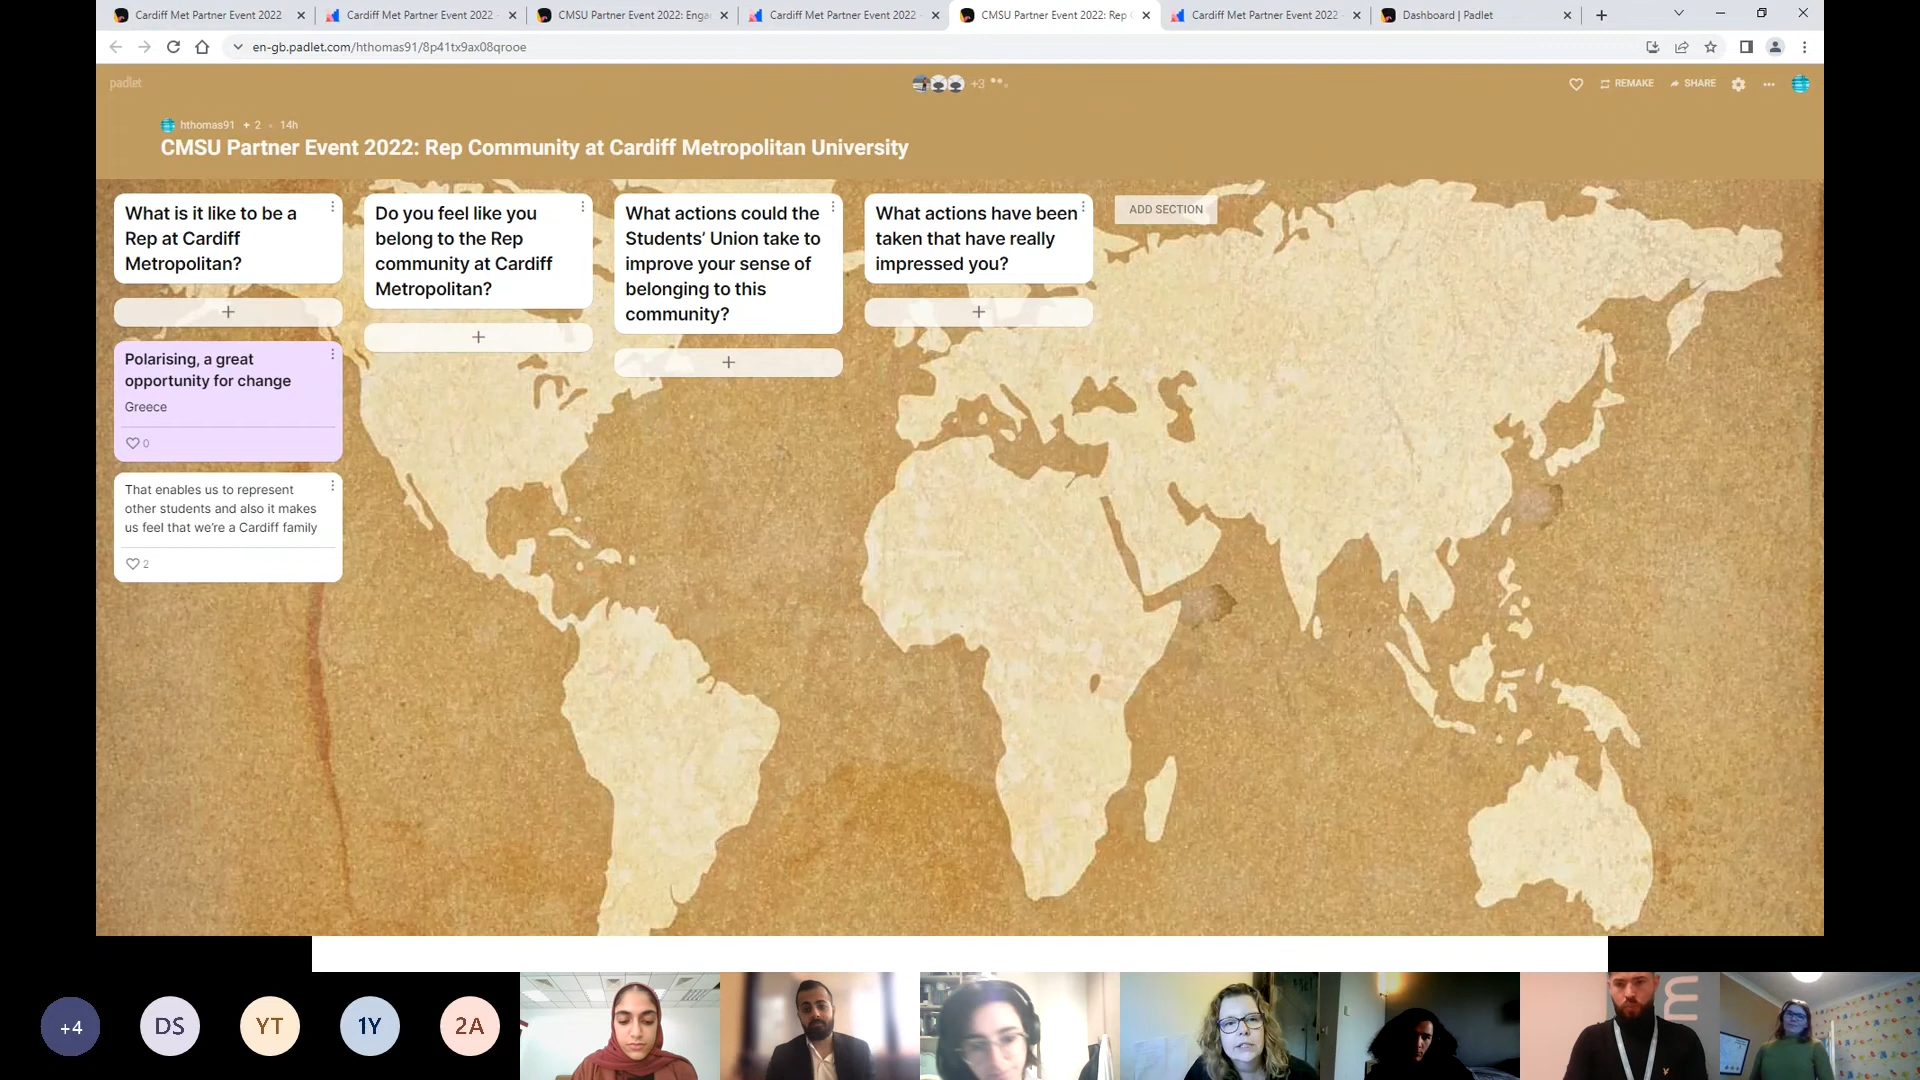 Cardiff Met Partner Event 2022
Cardiff Met Partner Event 2022 -
CMSU Partner Event 2022: Enga
Cardiff Met Partner Event 2022 -
CMSU Partner Event 2022: Rep C
Cardiff Met Partner Event 2022
Dashboard | Padlet
en-gb.padlet.com/hthomas91/8p41tx9ax08qrooe
padlet
+3
REMAKE
SHARE
hthomas91 + 2 • 14h
CMSU Partner Event 2022: Rep Community at Cardiff Metropolitan University
What is it like to be a
Rep at Cardiff
Metropolitan?
Polarising, a great
opportunity for change
Greece
0
That enables us to represent
other students and also it makes
us feel that we're a Cardiff family
2
Do you feel like you
belong to the Rep
community at Cardiff
Metropolitan?
What actions could the
Students' Union take to
improve your sense of
belonging to this
community?
What actions have been
taken that have really
impressed you?
ADD SECTION
+4
DS
YT
1Y
2A